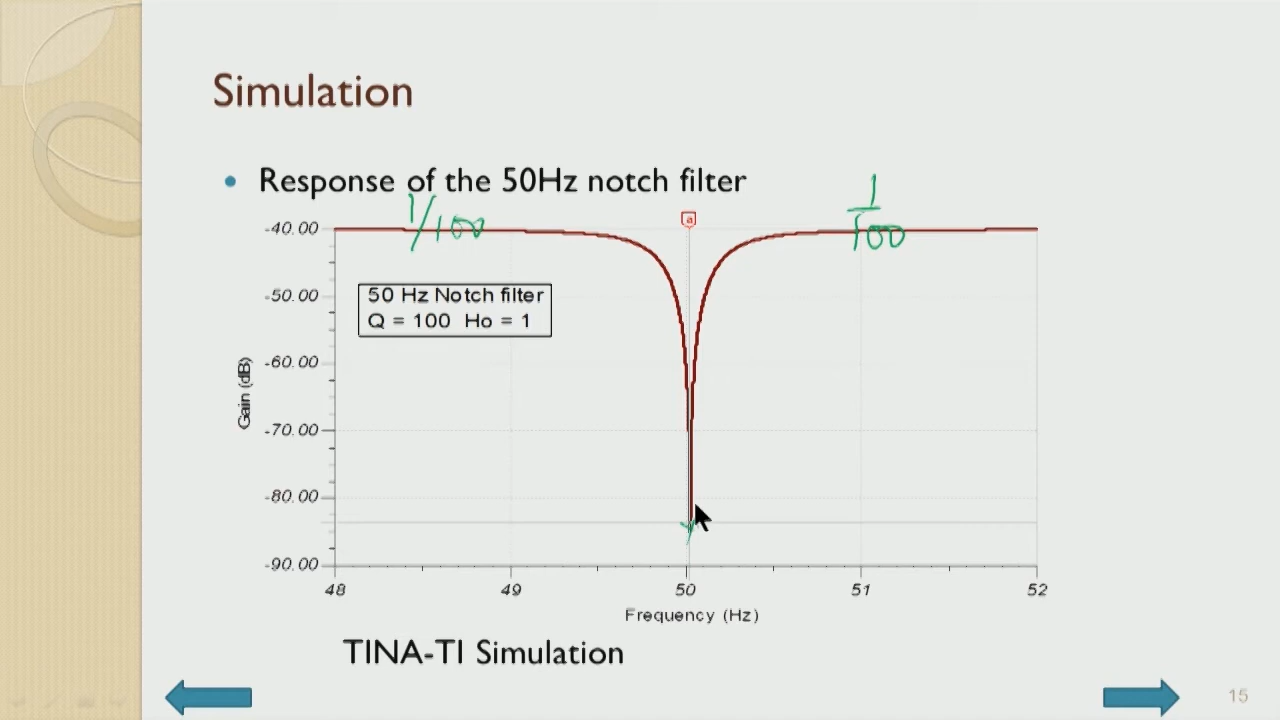 Simulation
• Response of the 50Hz notch filter
1/100
1
100
a
-40.00
-50.00
-60.00
-70.00
-80.00
-90.00
50 Hz Notch filter
Q = 100 Ho = 1
Gain (dB)
48 49 50 51 52
Frequency (Hz)
TINA-TI Simulation
15